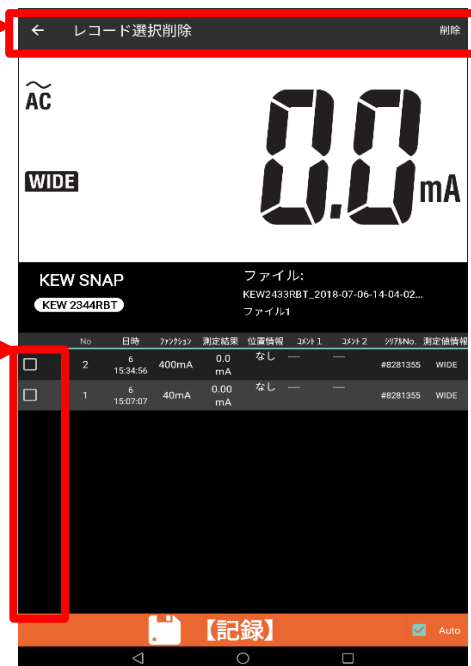 レコード選択削除 削除
AC
WIDE
0.0 mA
KEW SNAP
KEW 2344RBT
ファイル:
KEW2433RBT_2018-07-06-14-04-02...
ファイル1
No 日時 ﾌｧﾝｸｼｮﾝ 測定結果 位置情報 ｺﾒﾝﾄ1 ｺﾒﾝﾄ2 ｼﾘｱﾙNo. 測定値情報
2 6 15:34:56 400mA 0.0 mA なし — — #8281355 WIDE
1 6 15:07:07 40mA 0.00 mA なし — — #8281355 WIDE
【記録】 Auto